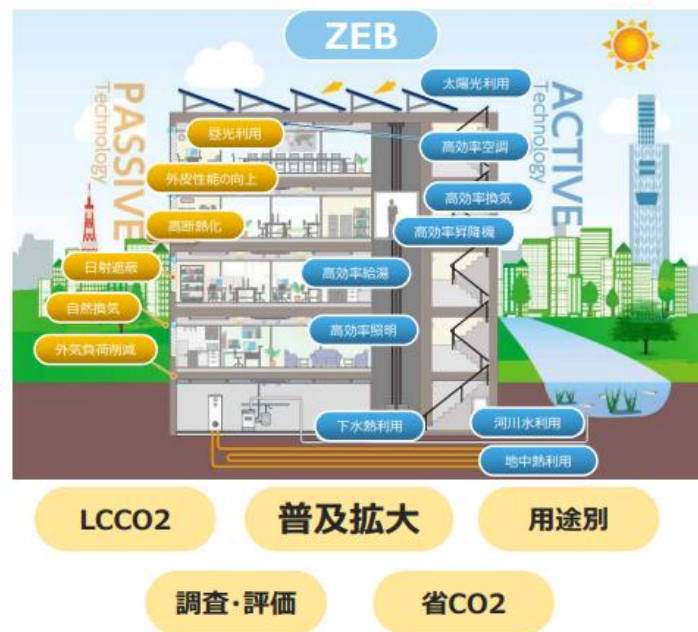 ZEB
PASSIVE
Technology
ACTIVE
Technology
太陽光利用
昼光利用
高効率空調
外皮性能の向上
高効率換気
高断熱化
高効率昇降機
日射遮蔽
高効率給湯
自然換気
高効率照明
外気負荷削減
下水熱利用
河川水利用
地中熱利用
LCCO2
普及拡大
用途別
調査・評価
省CO2